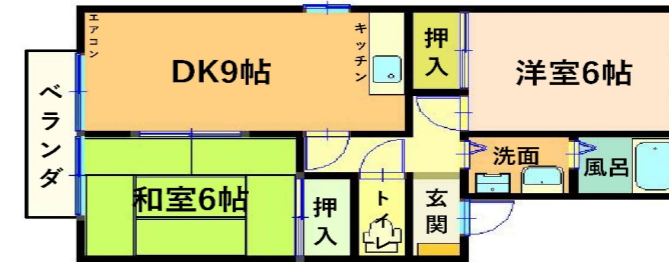 エアコン
DK9帖
キッチン
押入
洋室6帖
ベランダ
和室6帖
押入
トイレ
玄関
洗面
風呂